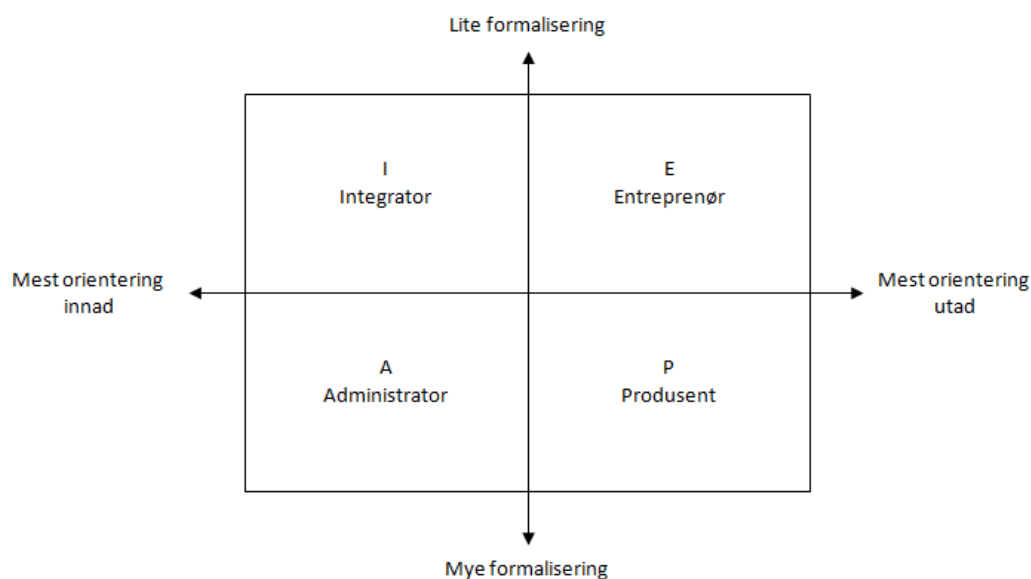 Lite formalisering
I
Integrator
E
Entreprenør
Mest orientering
innad
Mest orientering
utad
A
Administrator
P
Produsent
Mye formalisering